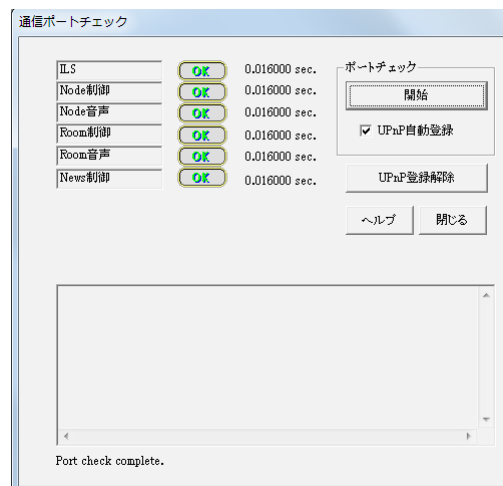 通信ポートチェック
ILS OK 0.016000 sec.
Node制御 OK 0.016000 sec.
Node音声 OK 0.016000 sec.
Room制御 OK 0.016000 sec.
Room音声 OK 0.016000 sec.
News制御 OK 0.016000 sec.
ポートチェック
開始
UPnP自動登録
UPnP登録解除
ヘルプ 閉じる
Port check complete.